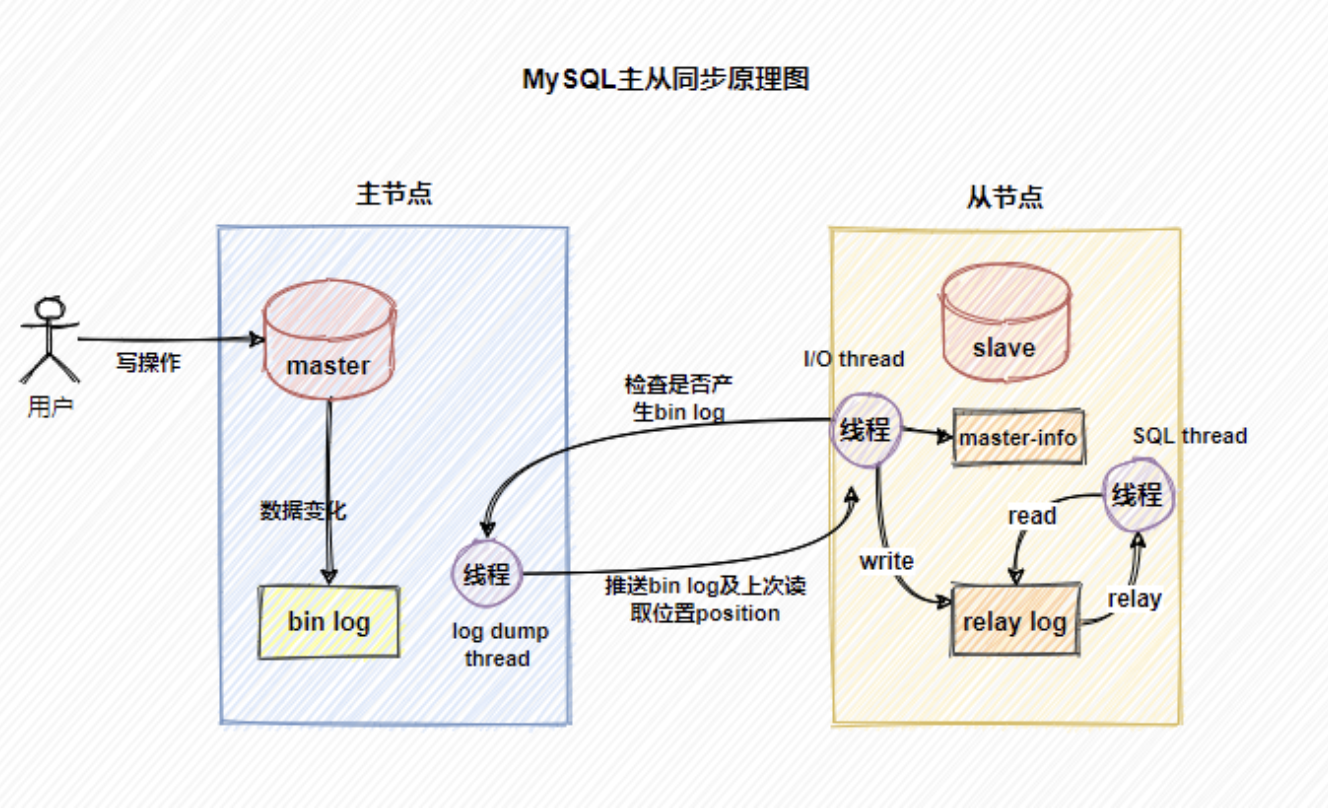 MySQL主从同步原理图
主节点
从节点
用户
写操作
master
数据变化
bin log
线程
log dump
thread
检查是否产
生bin log
推送bin log及上次读
取位置position
I/O thread
线程
slave
master-info
SQL thread
线程
read
write
relay log
relay